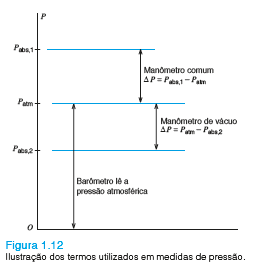 P
Pabs,1
Manômetro comum
ΔP = Pabs,1 – Patm
Patm
Manômetro de vácuo
ΔP = Patm – Pabs,2
Pabs,2
Barômetro lê a
pressão atmosférica
O
Figura 1.12
Ilustração dos termos utilizados em medidas de pressão.